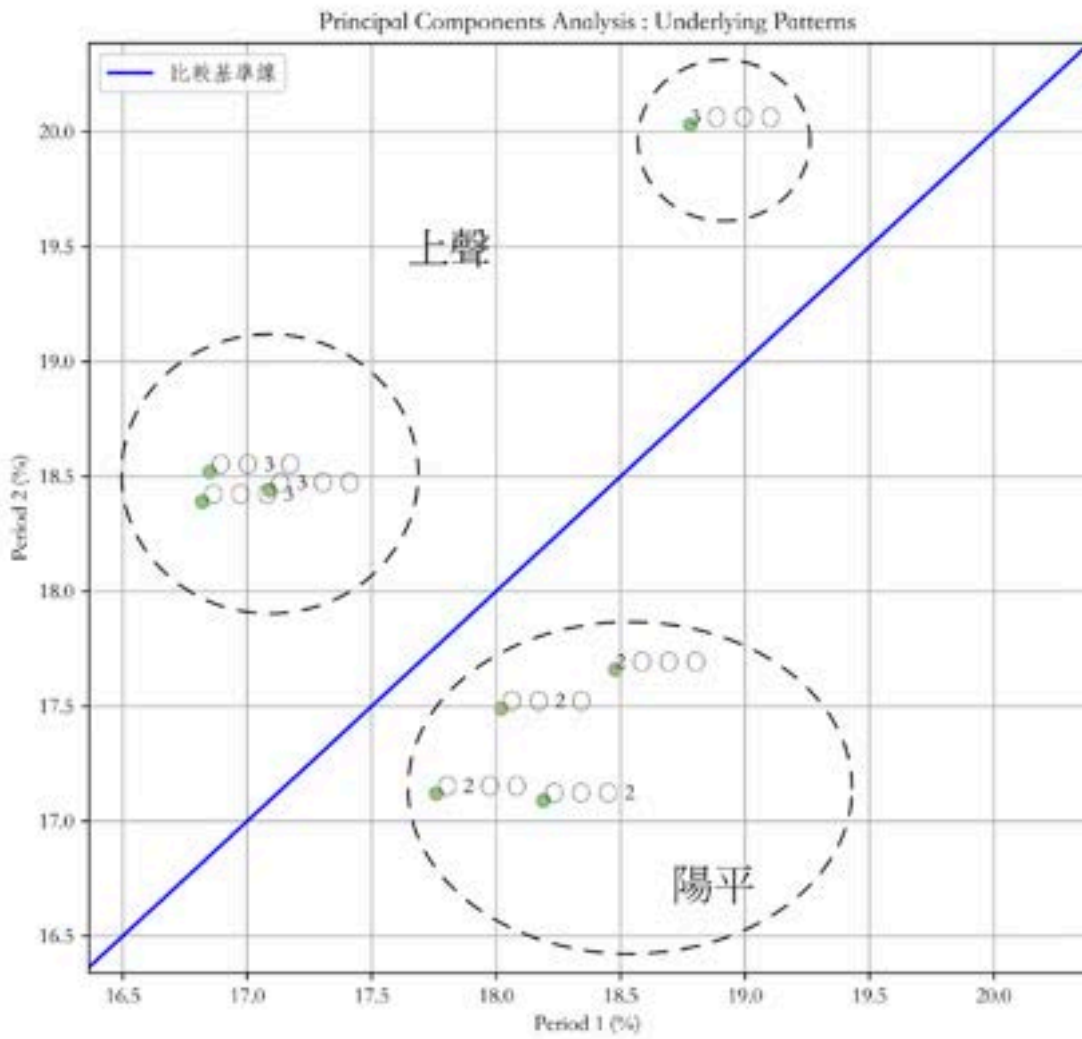 Principal Components Analysis : Underlying Patterns
比較基準線
20.0
19.5
19.0
18.5
18.0
17.5
17.0
16.5
Period 2 (%)
3○○○
上聲
○○3○
○3○○
○○○3
2○○○
○○2○
○2○○
○○○2
陽平
16.5 17.0 17.5 18.0 18.5 19.0 19.5 20.0
Period 1 (%)